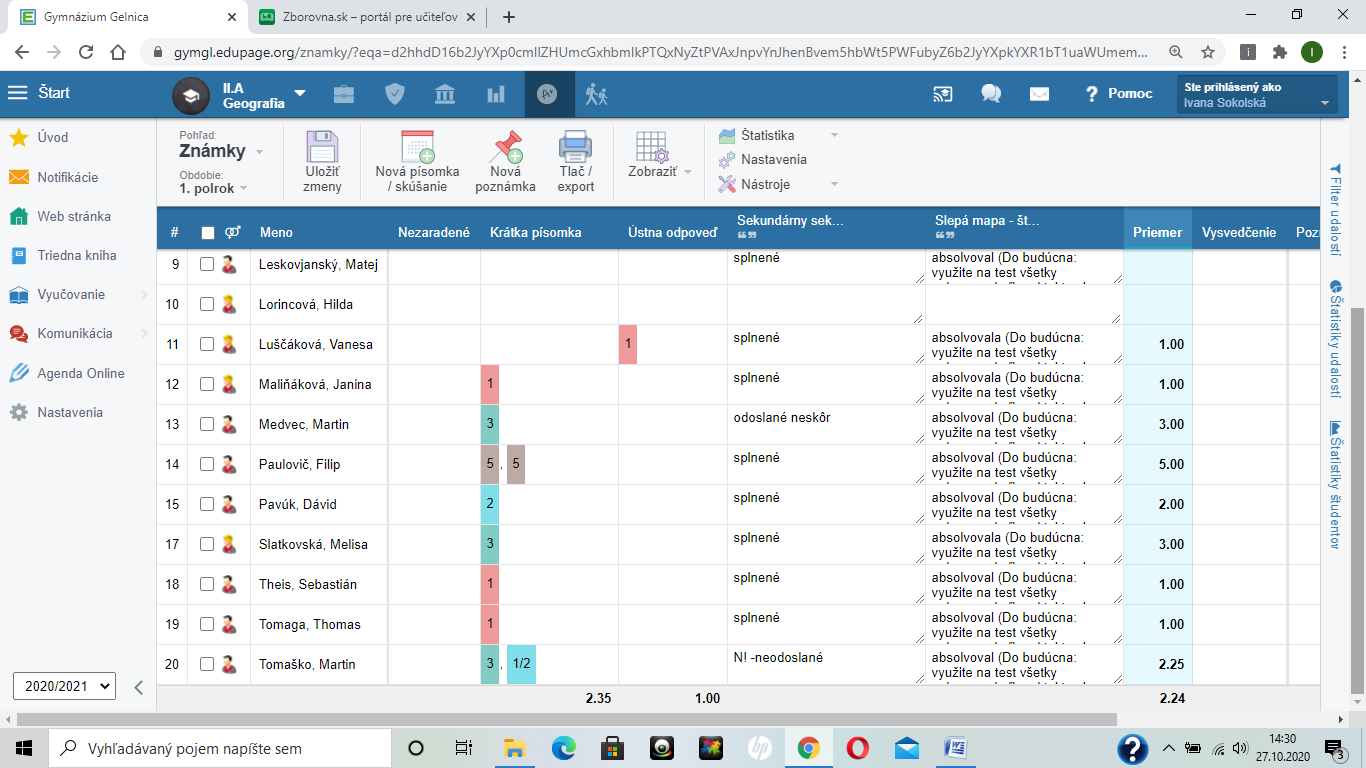 Gymnázium Gelnica
Zborovna.sk – portál pre učiteľov
gymgl.edupage.org/znamky/?eqa=d2hhdD16b2JyYXp0cmllZHUmcGxhbmlkPTQxNyZtPVAxJnpvYnJhenBvem5hbWt5PWFubyZ6b2JyYXpkYXR1bT1uaWUmem...
Štart
II.A
Geografia
Pomoc
Ste prihlásený ako
Ivana Sokolská
Úvod
Notifikácie
Web stránka
Triedna kniha
Vyučovanie
Komunikácia
Agenda Online
Nastavenia
2020/2021
Pohľad:
Známky
Obdobie:
1. polrok
Uložiť
zmeny
Nová písomka
/ skúšanie
Nová
poznámka
Tlač /
export
Zobraziť
Štatistika
Nastavenia
Nástroje
# Meno Nezaradené Krátka písomka Ústna odpoveď Sekundárny sek... Slepá mapa - št... Priemer Vysvedčenie Pozn
9 Leskovjanský, Matej splnené absolvoval (Do budúcna:
využite na test všetky
10 Lorincová, Hilda
11 Luščáková, Vanesa 1 splnené absolvovala (Do budúcna:
využite na test všetky 1.00
12 Maliňáková, Janina 1 splnené absolvovala (Do budúcna:
využite na test všetky 1.00
13 Medvec, Martin 3 odoslané neskôr absolvoval (Do budúcna:
využite na test všetky 3.00
14 Paulovič, Filip 5 , 5 splnené absolvoval (Do budúcna:
využite na test všetky 5.00
15 Pavúk, Dávid 2 splnené absolvoval (Do budúcna:
využite na test všetky 2.00
17 Slatkovská, Melisa 3 splnené absolvovala (Do budúcna:
využite na test všetky 3.00
18 Theis, Sebastián 1 splnené absolvoval (Do budúcna:
využite na test všetky 1.00
19 Tomaga, Thomas 1 splnené absolvoval (Do budúcna:
využite na test všetky 1.00
20 Tomaško, Martin 3 , 1/2 N! -neodoslané absolvoval (Do budúcna:
využite na test všetky 2.25
2.35 1.00 2.24
Filter udalostí
Štatistiky udalostí
Štatistiky študentov
Vyhľadávaný pojem napíšte sem
14:30
27.10.2020
3